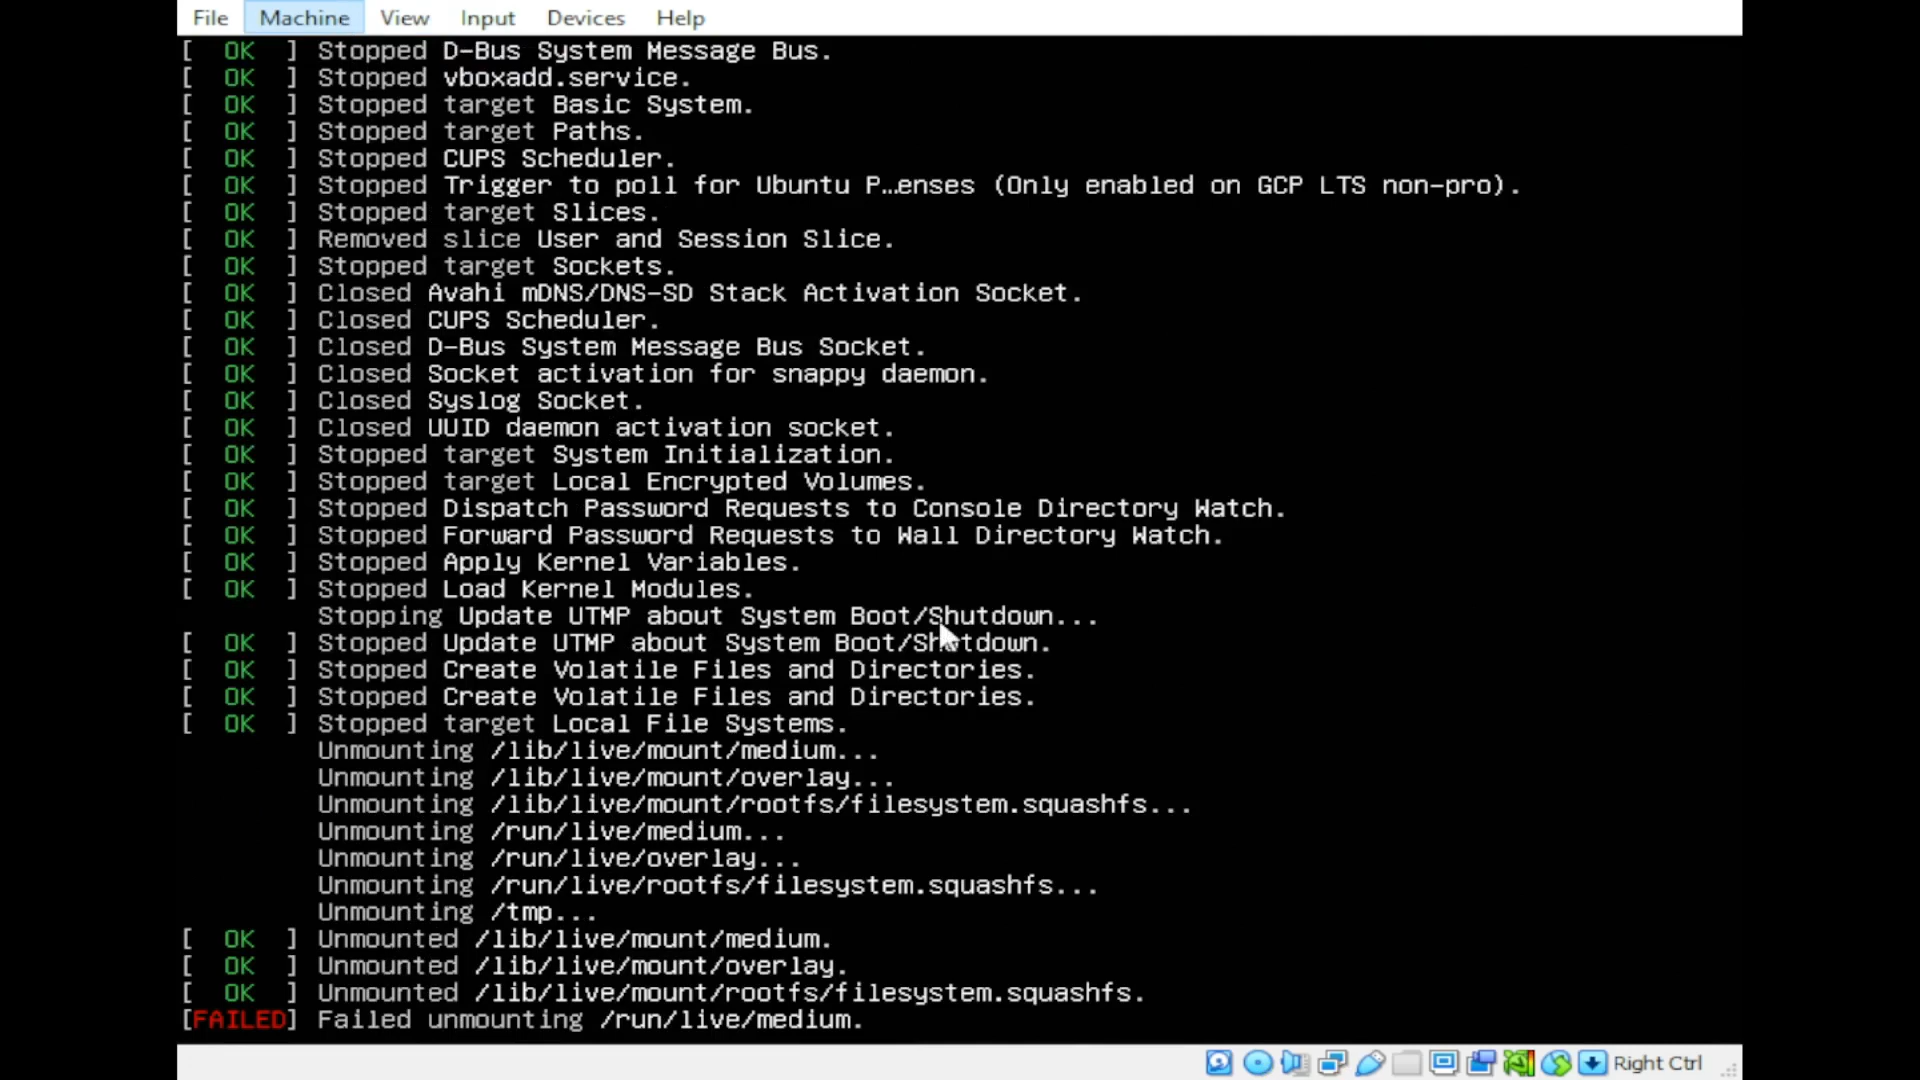 File Machine View Input Devices Help
[  OK  ] Stopped D-Bus System Message Bus.
[  OK  ] Stopped vboxadd.service.
[  OK  ] Stopped target Basic System.
[  OK  ] Stopped target Paths.
[  OK  ] Stopped CUPS Scheduler.
[  OK  ] Stopped Trigger to poll for Ubuntu P…enses (Only enabled on GCP LTS non-pro).
[  OK  ] Stopped target Slices.
[  OK  ] Removed slice User and Session Slice.
[  OK  ] Stopped target Sockets.
[  OK  ] Closed Avahi mDNS/DNS-SD Stack Activation Socket.
[  OK  ] Closed CUPS Scheduler.
[  OK  ] Closed D-Bus System Message Bus Socket.
[  OK  ] Closed Socket activation for snappy daemon.
[  OK  ] Closed Syslog Socket.
[  OK  ] Closed UUID daemon activation socket.
[  OK  ] Stopped target System Initialization.
[  OK  ] Stopped target Local Encrypted Volumes.
[  OK  ] Stopped Dispatch Password Requests to Console Directory Watch.
[  OK  ] Stopped Forward Password Requests to Wall Directory Watch.
[  OK  ] Stopped Apply Kernel Variables.
[  OK  ] Stopped Load Kernel Modules.
Stopping Update UTMP about System Boot/Shutdown...
[  OK  ] Stopped Update UTMP about System Boot/Shutdown.
[  OK  ] Stopped Create Volatile Files and Directories.
[  OK  ] Stopped Create Volatile Files and Directories.
[  OK  ] Stopped target Local File Systems.
Unmounting /lib/live/mount/medium...
Unmounting /lib/live/mount/overlay...
Unmounting /lib/live/mount/rootfs/filesystem.squashfs...
Unmounting /run/live/medium...
Unmounting /run/live/overlay...
Unmounting /run/live/rootfs/filesystem.squashfs...
Unmounting /tmp...
[  OK  ] Unmounted /lib/live/mount/medium.
[  OK  ] Unmounted /lib/live/mount/overlay.
[  OK  ] Unmounted /lib/live/mount/rootfs/filesystem.squashfs.
[FAILED] Failed unmounting /run/live/medium.
Right Ctrl